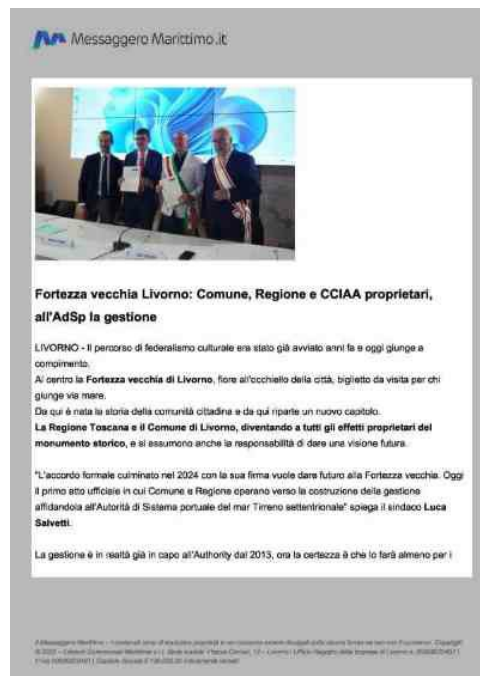 Messaggero Marittimo.it
Fortezza vecchia Livorno: Comune, Regione e CCIAA proprietari,
all'AdSp la gestione
LIVORNO - Il percorso di federalismo culturale era stato già avviato anni fa e oggi giunge a
compimento.
Al centro la Fortezza vecchia di Livorno, fiore all'occhiello della città, biglietto da visita per chi
giunge via mare.
Da qui è nata la storia della comunità cittadina e da qui riparte un nuovo capitolo.
La Regione Toscana e il Comune di Livorno, diventando a tutti gli effetti proprietari del
monumento storico, e si assumono anche la responsabilità di dare una visione futura.
"L'accordo formale culminato nel 2024 con la sua firma vuole dare futuro alla Fortezza vecchia. Oggi
il primo atto ufficiale in cui Comune e Regione operano verso la costruzione della gestione
affidandola all'Autorità di Sistema portuale del mar Tirreno settentrionale" spiega il sindaco Luca
Salvetti.
La gestione è in realtà già in capo all'Authority dal 2013, ora la certezza è che lo farà almeno per i